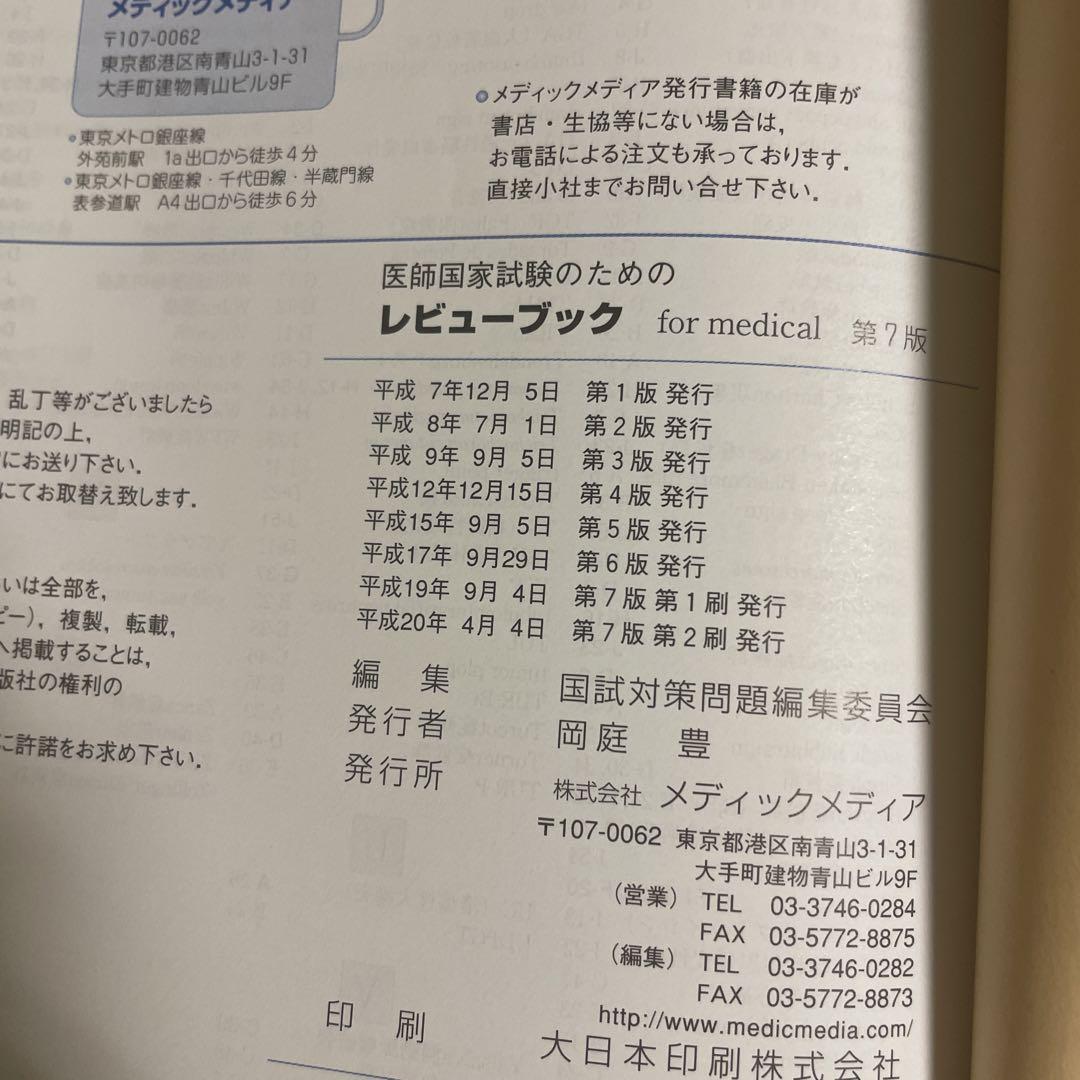 メディックメディア
〒107-0062
東京都港区南青山3-1-31
大手町建物青山ビル9F
●東京メトロ銀座線
外苑前駅 1a出口から徒歩4分
●東京メトロ銀座線・千代田線・半蔵門線
表参道駅 A4出口から徒歩6分
●メディックメディア発行書籍の在庫が
書店・生協等にない場合は,
お電話による注文も承っております.
直接小社までお問い合せ下さい.
乱丁等がございましたら
明記の上,
にお送り下さい.
にてお取替え致します.
いは全部を,
ピー),複製,転載,
へ掲載することは,
版社の権利の
に許諾をお求め下さい.
医師国家試験のための
レビューブック for medical 第7版
平成 7年12月 5日 第1版 発行
平成 8年 7月 1日 第2版 発行
平成 9年 9月 5日 第3版 発行
平成12年12月15日 第4版 発行
平成15年 9月 5日 第5版 発行
平成17年 9月29日 第6版 発行
平成19年 9月 4日 第7版 第1刷 発行
平成20年 4月 4日 第7版 第2刷 発行
編 集 国試対策問題編集委員会
発行者 岡庭 豊
発行所 株式会社 メディックメディア
〒107-0062 東京都港区南青山3-1-31
大手町建物青山ビル9F
(営業) TEL 03-3746-0284
FAX 03-5772-8875
(編集) TEL 03-3746-0282
FAX 03-5772-8873
http://www.medicmedia.com/
印 刷 大日本印刷株式会社